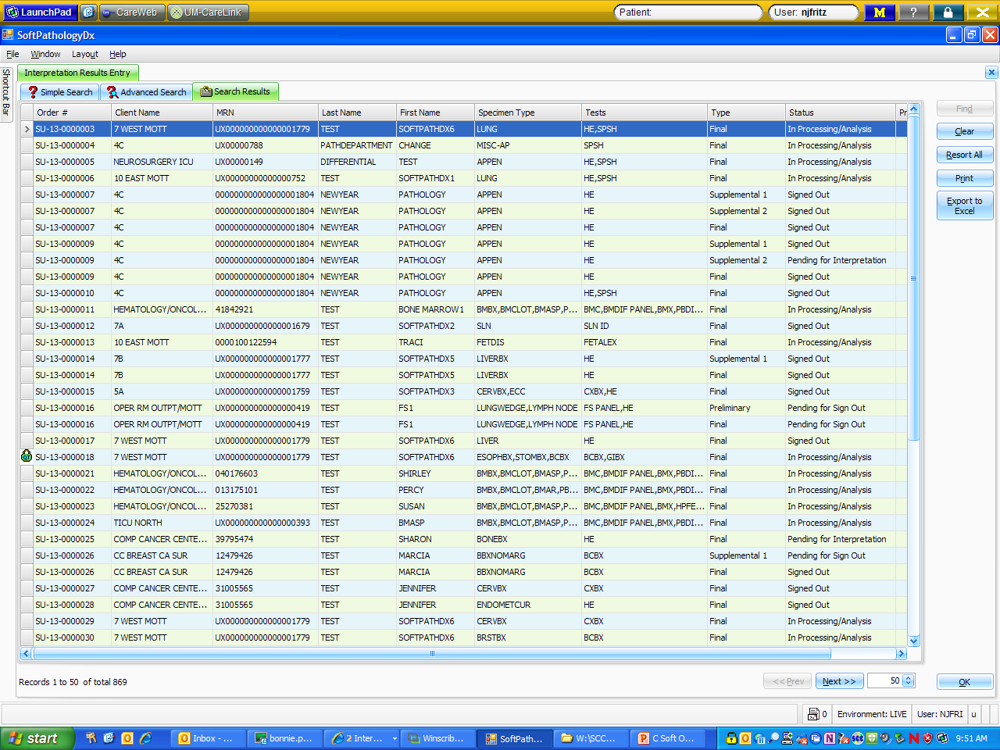 LaunchPad CareWeb UM-CareLink Patient: User: njfritz M ?
SoftPathologyDx
File Window Layout Help
Shortcut Bar
Interpretation Results Entry
Simple Search Advanced Search Search Results
Order # Client Name MRN Last Name First Name Specimen Type Tests Type Status Pr
SU-13-0000003 7 WEST MOTT UX000000000000001779 TEST SOFTPATHDX6 LUNG HE,SPSH Final In Processing/Analysis
SU-13-0000004 4C UX00000788 PATHDEPARTMENT CHANGE MISC-AP SPSH Final In Processing/Analysis
SU-13-0000005 NEUROSURGERY ICU UX00000149 DIFFERENTIAL TEST APPEN HE,SPSH Final In Processing/Analysis
SU-13-0000006 10 EAST MOTT UX00000000000000752 TEST SOFTPATHDX1 LUNG HE,SPSH Final In Processing/Analysis
SU-13-0000007 4C 00000000000000001804 NEWYEAR PATHOLOGY APPEN HE Supplemental 1 Signed Out
SU-13-0000007 4C 00000000000000001804 NEWYEAR PATHOLOGY APPEN HE Supplemental 2 Signed Out
SU-13-0000007 4C 00000000000000001804 NEWYEAR PATHOLOGY APPEN HE Final Signed Out
SU-13-0000009 4C 00000000000000001804 NEWYEAR PATHOLOGY APPEN HE Supplemental 1 Signed Out
SU-13-0000009 4C 00000000000000001804 NEWYEAR PATHOLOGY APPEN HE Supplemental 2 Pending for Interpretation
SU-13-0000009 4C 00000000000000001804 NEWYEAR PATHOLOGY APPEN HE Final Signed Out
SU-13-0000010 4C 00000000000000001804 NEWYEAR PATHOLOGY APPEN HE,SPSH Final Signed Out
SU-13-0000011 HEMATOLOGY/ONCOL... 41842921 TEST BONE MARROW1 BMBX,BMCLOT,BMASP,P... BMC,BMDIF PANEL,BMX,PBDI... Final In Processing/Analysis
SU-13-0000012 7A UX000000000000001679 TEST SOFTPATHDX2 SLN SLN ID Final Signed Out
SU-13-0000013 10 EAST MOTT 0000100122594 TEST TRACI FETDIS FETALEX Final In Processing/Analysis
SU-13-0000014 7B UX000000000000001777 TEST SOFTPATHDX5 LIVERBX HE Supplemental 1 Signed Out
SU-13-0000014 7B UX000000000000001777 TEST SOFTPATHDX5 LIVERBX HE Final Signed Out
SU-13-0000015 5A UX000000000000001759 TEST SOFTPATHDX3 CERVBX,ECC CXBX,HE Final Signed Out
SU-13-0000016 OPER RM OUTPT/MOTT UX000000000000000419 TEST FS1 LUNGWEDGE,LYMPH NODE FS PANEL,HE Preliminary Pending for Sign Out
SU-13-0000016 OPER RM OUTPT/MOTT UX000000000000000419 TEST FS1 LUNGWEDGE,LYMPH NODE FS PANEL,HE Final Pending for Sign Out
SU-13-0000017 7 WEST MOTT UX000000000000001779 TEST SOFTPATHDX6 LIVER HE Final Signed Out
SU-13-0000018 7 WEST MOTT UX000000000000001779 TEST SOFTPATHDX6 ESOPHBX,STOMBX,BCBX BCBX,GIBX Final In Processing/Analysis
SU-13-0000021 HEMATOLOGY/ONCOL... 040176603 TEST SHIRLEY BMBX,BMCLOT,BMASP,P... BMC,BMDIF PANEL,BMX,PBDI... Final In Processing/Analysis
SU-13-0000022 HEMATOLOGY/ONCOL... 013175101 TEST PERCY BMBX,BMCLOT,BMAR,PB... BMC,BMDIF PANEL,BMX,PBDI... Final In Processing/Analysis
SU-13-0000023 HEMATOLOGY/ONCOL... 25270381 TEST SUSAN BMBX,BMCLOT,BMASP,P... BMC,BMDIF PANEL,BMX,HPFE... Final In Processing/Analysis
SU-13-0000024 TICU NORTH UX000000000000000393 TEST BMASP BMBX,BMCLOT,BMASP,P... BMC,BMDIF PANEL,BMX,PBDI... Final In Processing/Analysis
SU-13-0000025 COMP CANCER CENTE... 39795474 TEST SHARON BONEBX HE Final Pending for Interpretation
SU-13-0000026 CC BREAST CA SUR 12479426 TEST MARCIA BBXNOMARG BCBX Supplemental 1 Pending for Sign Out
SU-13-0000026 CC BREAST CA SUR 12479426 TEST MARCIA BBXNOMARG BCBX Final Signed Out
SU-13-0000027 COMP CANCER CENTE... 31005565 TEST JENNIFER CERVBX CXBX Final Signed Out
SU-13-0000028 COMP CANCER CENTE... 31005565 TEST JENNIFER ENDOMETCUR HE Final Signed Out
SU-13-0000029 7 WEST MOTT UX000000000000001779 TEST SOFTPATHDX6 CERVBX CXBX Final In Processing/Analysis
SU-13-0000030 7 WEST MOTT UX000000000000001779 TEST SOFTPATHDX6 BRSTBX BCBX Final In Processing/Analysis
Find
Clear
Resort All
Print
Export to
Excel
Records 1 to 50 of total 869 << Prev Next >> 50 OK
0 Environment: LIVE User: NJFRI u
start Inbox - ... bonnie.p... 2 Inter... Winscrib... SoftPath... W:\SCC... C Soft O... 9:51 AM